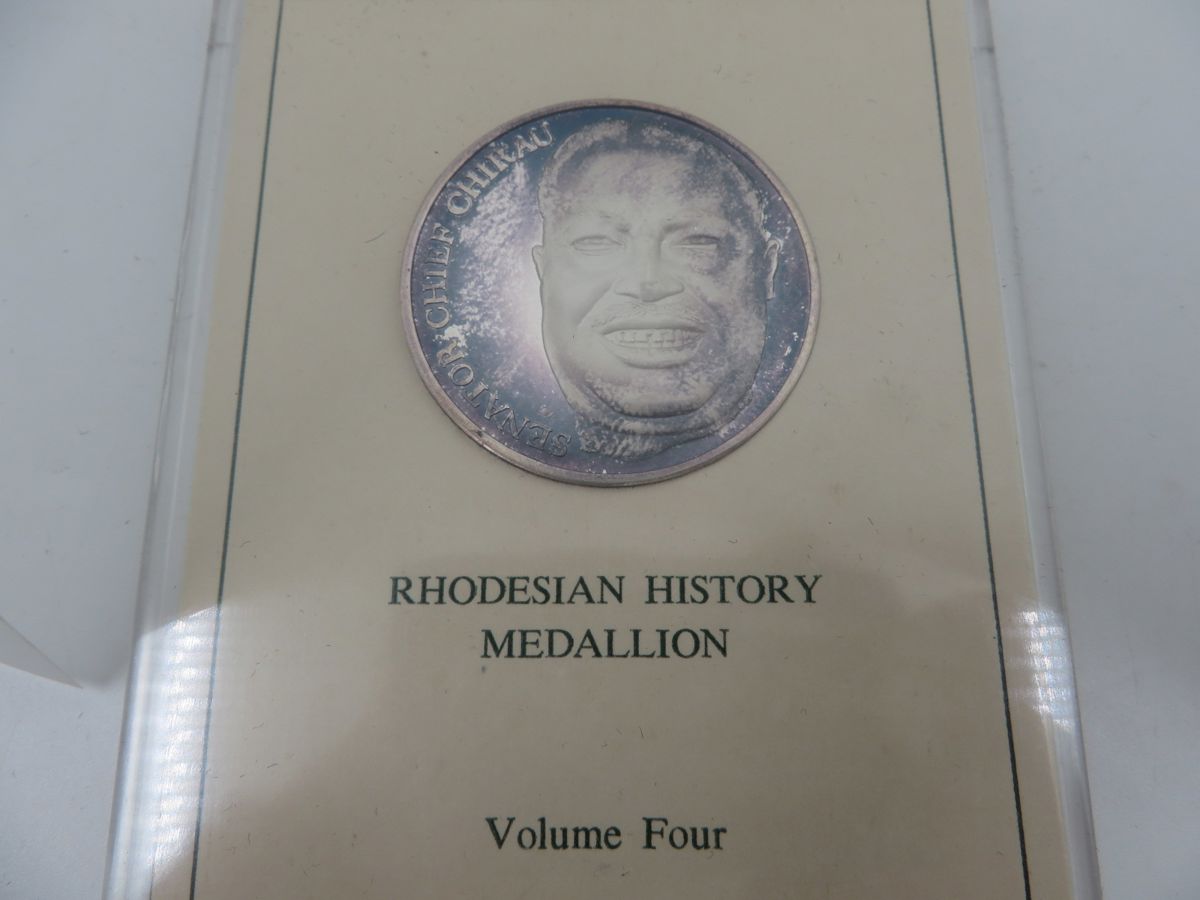 SENATOR CHIEF CHIRAU
RHODESIAN HISTORY
MEDALLION
Volume Four